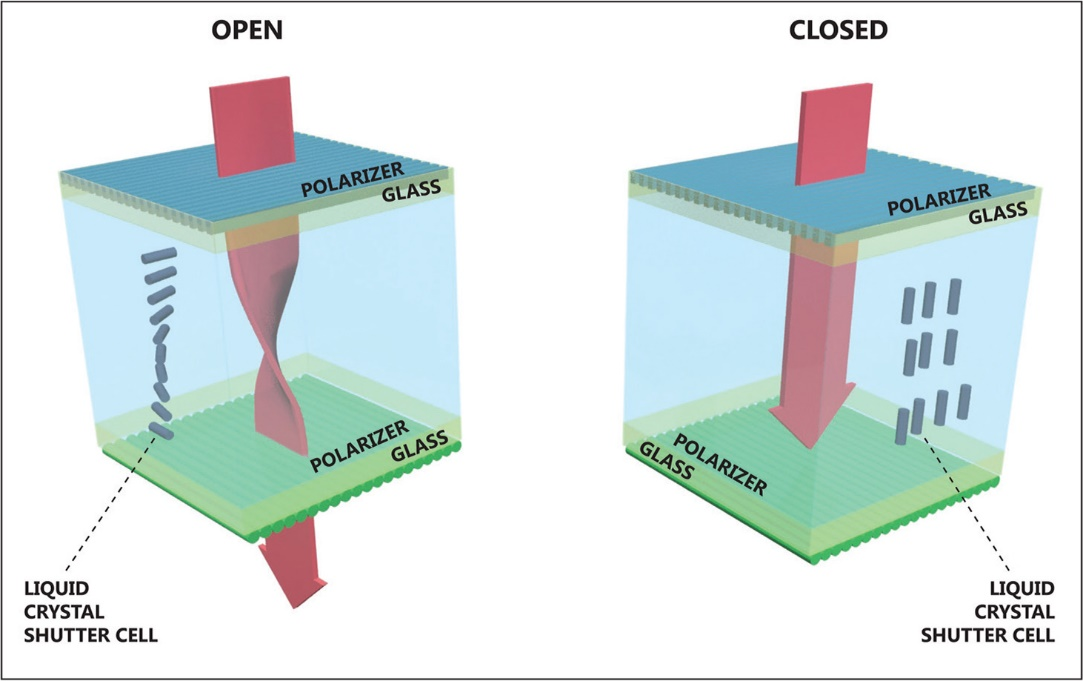 OPEN
CLOSED
POLARIZER
GLASS
POLARIZER
GLASS
POLARIZER
GLASS
POLARIZER
GLASS
LIQUID
CRYSTAL
SHUTTER CELL
LIQUID
CRYSTAL
SHUTTER CELL